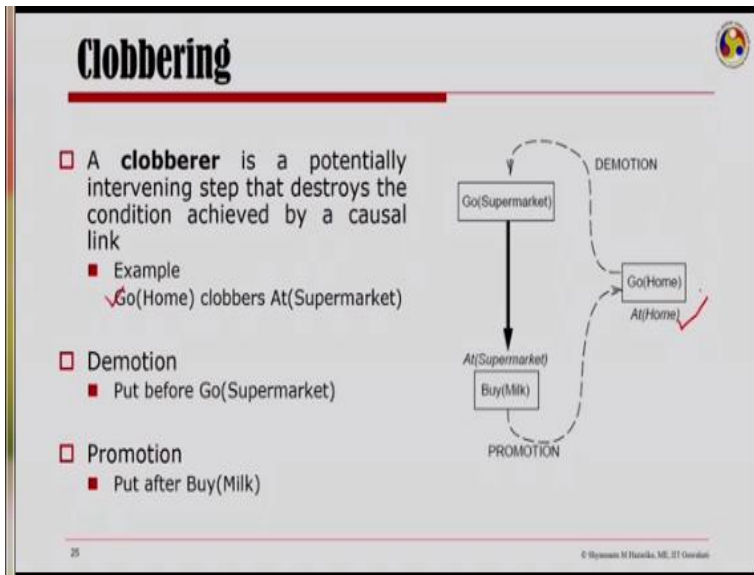 Clobbering
A clobberer is a potentially
intervening step that destroys the
condition achieved by a causal
link
Example
Go(Home) clobbers At(Supermarket)
Demotion
Put before Go(Supermarket)
Promotion
Put after Buy(Milk)
DEMOTION
Go(Supermarket)
Go(Home)
At(Home)
At(Supermarket)
Buy(Milk)
PROMOTION
25